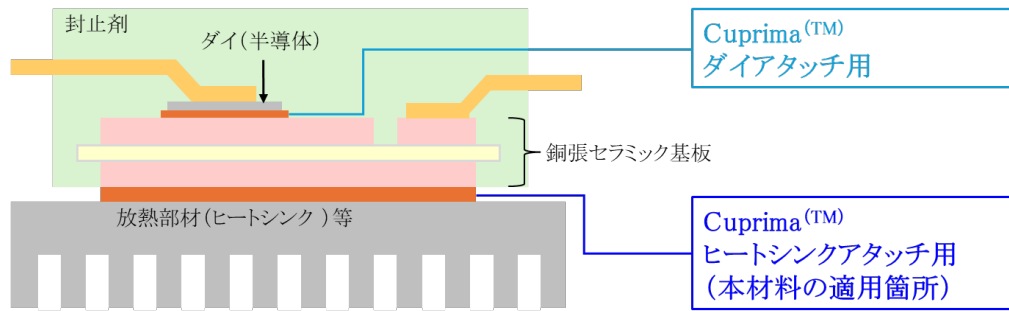 封止剤
ダイ(半導体)
Cuprima(TM)
ダイアタッチ用
銅張セラミック基板
放熱部材(ヒートシンク )等
Cuprima(TM)
ヒートシンクアタッチ用
(本材料の適用箇所)